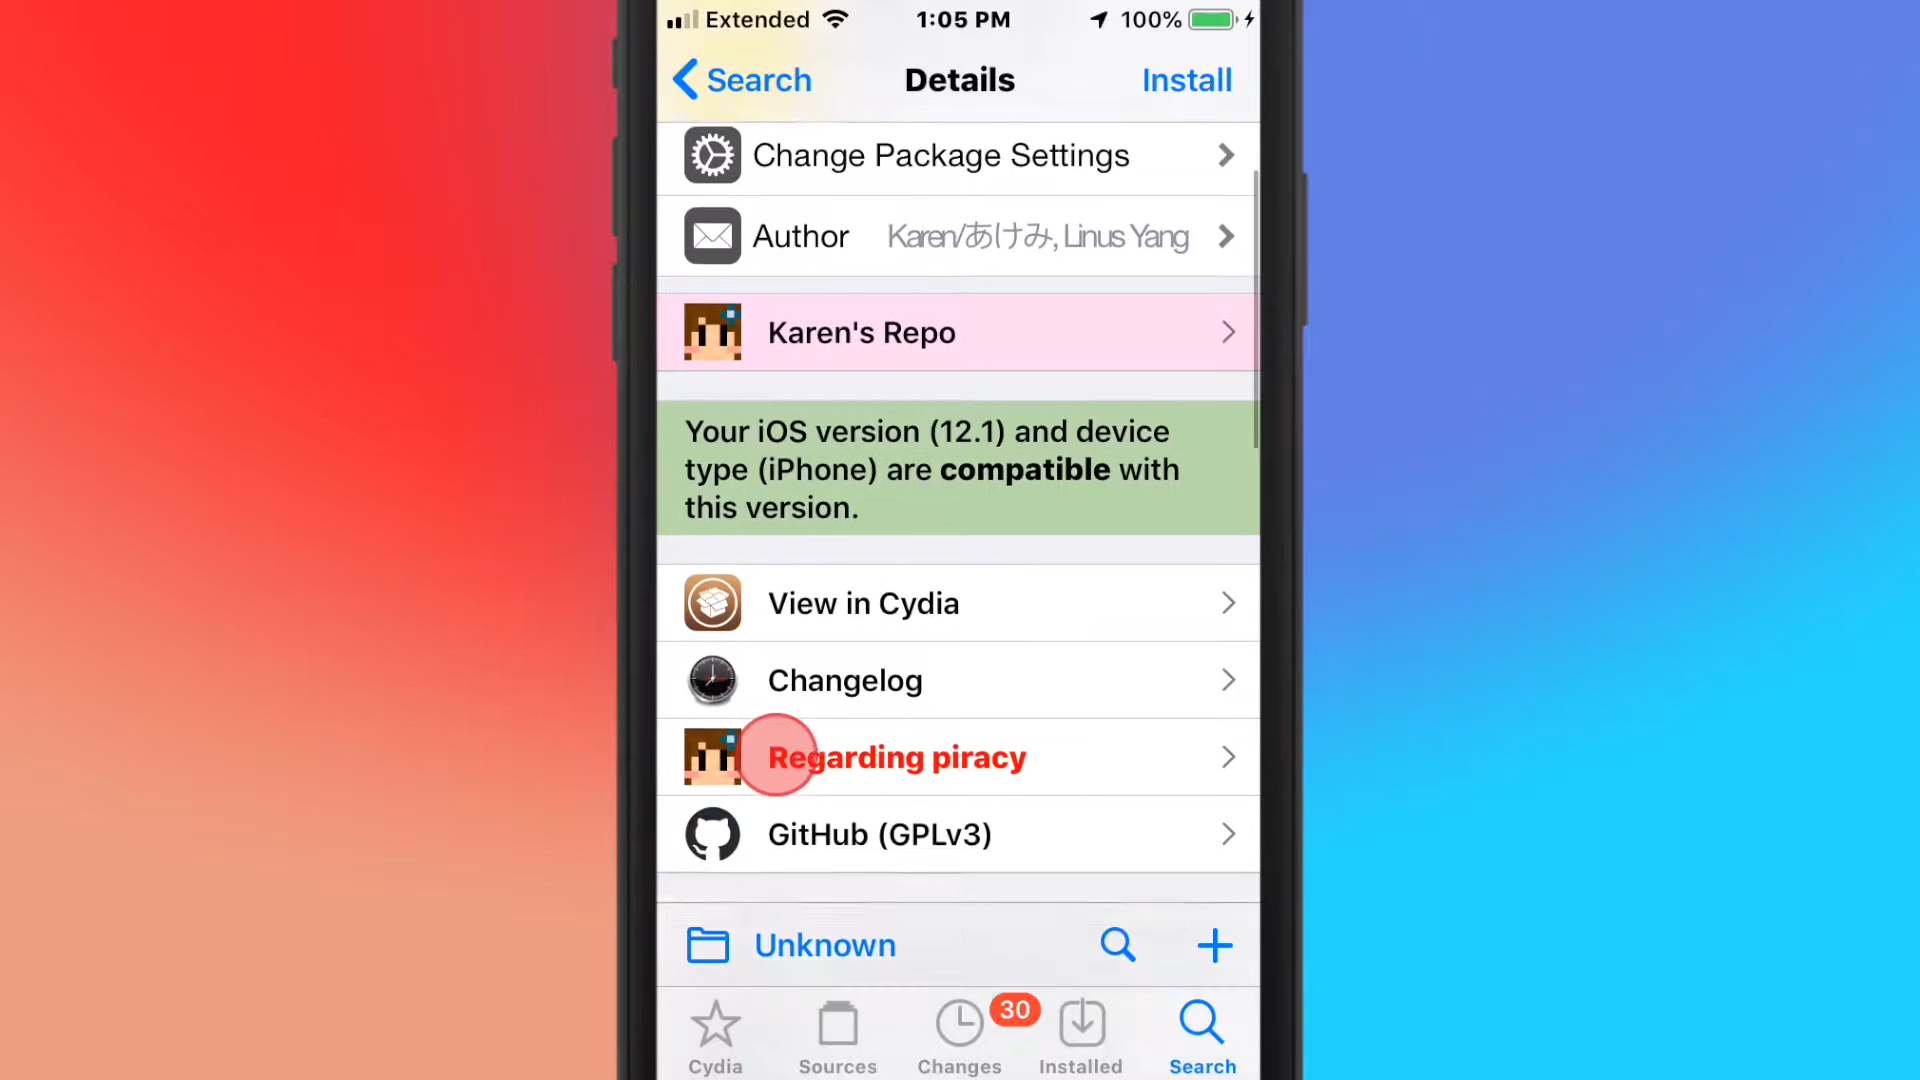 Extended 1:05 PM 100%
Search Details Install
Change Package Settings
Author Karen/あけみ, Linus Yang
Karen's Repo
Your iOS version (12.1) and device
type (iPhone) are compatible with
this version.
View in Cydia
Changelog
Regarding piracy
GitHub (GPLv3)
Unknown
30
Cydia Sources Changes Installed Search